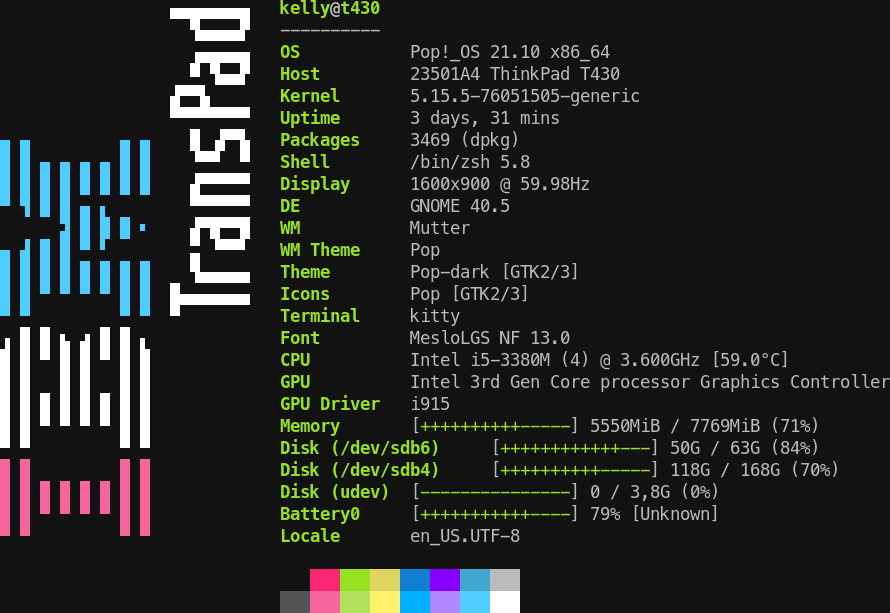 TransPad
kelly@t430
----------
OS Pop!_OS 21.10 x86_64
Host 23501A4 ThinkPad T430
Kernel 5.15.5-76051505-generic
Uptime 3 days, 31 mins
Packages 3469 (dpkg)
Shell /bin/zsh 5.8
Display 1600x900 @ 59.98Hz
DE GNOME 40.5
WM Mutter
WM Theme Pop
Theme Pop-dark [GTK2/3]
Icons Pop [GTK2/3]
Terminal kitty
Font MesloLGS NF 13.0
CPU Intel i5-3380M (4) @ 3.600GHz [59.0°C]
GPU Intel 3rd Gen Core processor Graphics Controller
GPU Driver i915
Memory [++++++++++-----] 5550MiB / 7769MiB (71%)
Disk (/dev/sdb6) [++++++++++++---] 50G / 63G (84%)
Disk (/dev/sdb4) [++++++++++-----] 118G / 168G (70%)
Disk (udev) [---------------] 0 / 3,8G (0%)
Battery0 [+++++++++++----] 79% [Unknown]
Locale en_US.UTF-8
IBM